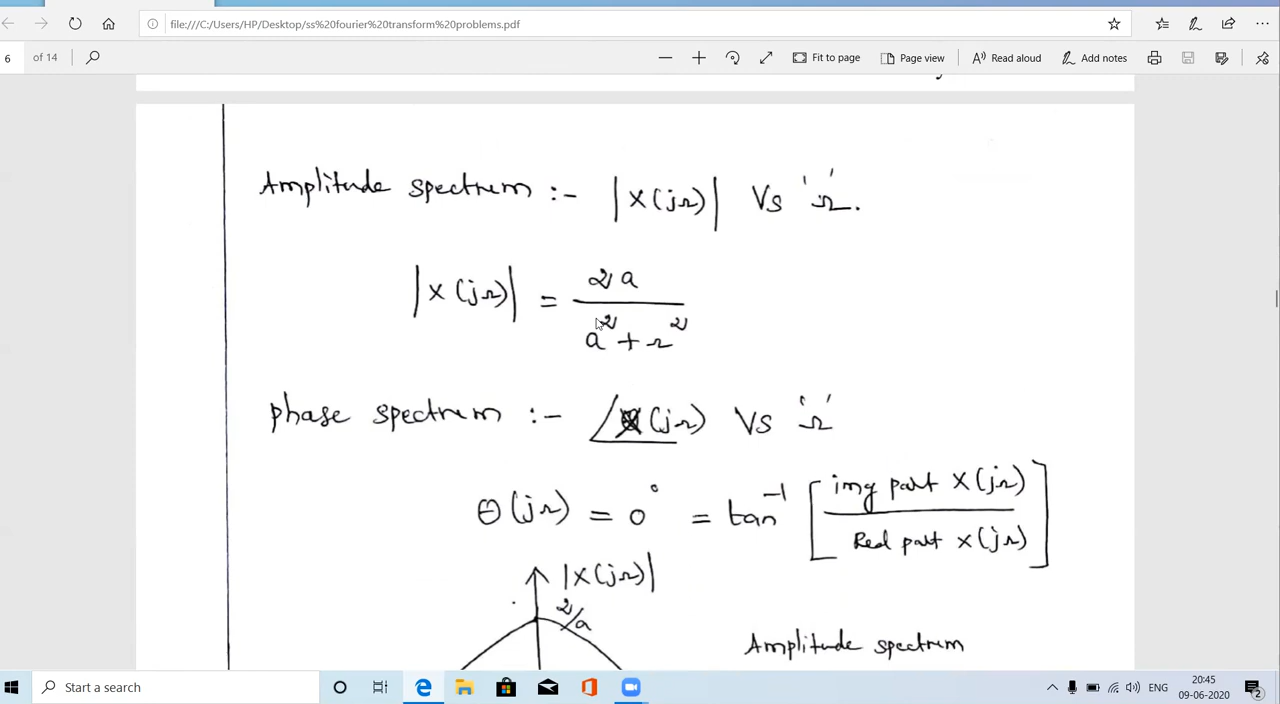 file:///C:/Users/HP/Desktop/ss%20fourier%20transform%20problems.pdf
6 of 14
Fit to page
Page view
Read aloud
Add notes
Amplitude spectrum :- |X(jΩ)| Vs 'Ω'.
|X(jΩ)| = 2a / a² + Ω²
phase spectrum :- ∠X(jΩ) Vs 'Ω'
θ(jΩ) = 0° = tan⁻¹ [img part X(jΩ) / Real part X(jΩ)]
|X(jΩ)|
2/a
Amplitude spectrum
Start a search
ENG
20:45
09-06-2020
2